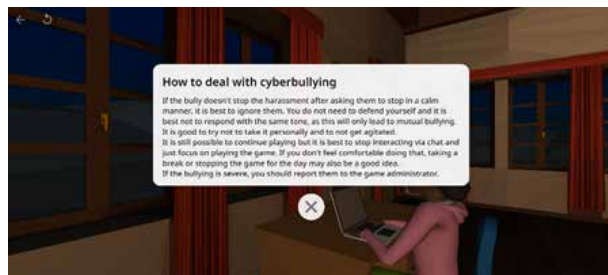 How to deal with cyberbullying
If the bully doesn't stop the harassment after asking them to stop in a calm
manner, it is best to ignore them. You do not need to defend yourself and it is
best not to respond with the same tone, as this will only lead to mutual bullying.
It is good to try not to take it personally and to not get agitated.
It is still possible to continue playing but it is best to stop interacting via chat and
just focus on playing the game. If you don't feel comfortable doing that, taking a
break or stopping the game for the day may also be a good idea.
If the bullying is severe, you should report them to the game administrator.